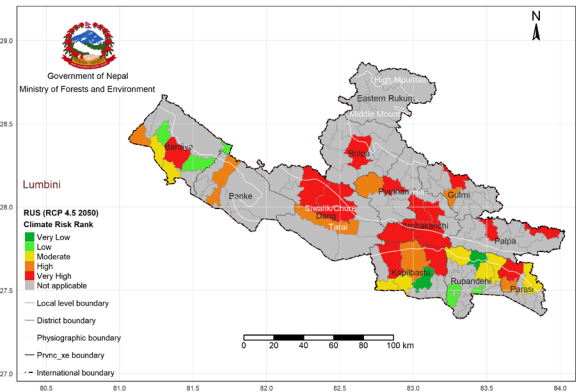 N
29.0
Government of Nepal
Ministry of Forests and Environment
High Mountain
Eastern Rukum
Middle Mount
28.5
Bardiya
Rolpa
Lumbini
Pyuthan
Gulmi
Banke
Siwalik/Churia
Dang
28.0
Tarai
Arghakanchi
Palpa
RUS (RCP 4.5 2050)
Climate Risk Rank
Very Low
Low
Moderate
High
Very High
Not applicable
Kapilbastu
Rupandehi
Parasi
27.5
Local level boundary
District boundary
Physiographic boundary
Prvnc_xe boundary
International boundary
0 20 40 60 80 100 km
27.0
80.5 81.0 81.5 82.0 82.5 83.0 83.5 84.0